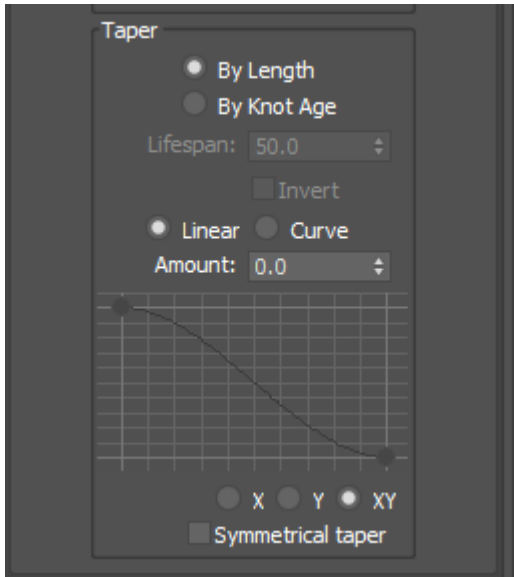 Taper
By Length
By Knot Age
Lifespan: 50.0
Invert
Linear Curve
Amount: 0.0
X Y XY
Symmetrical taper